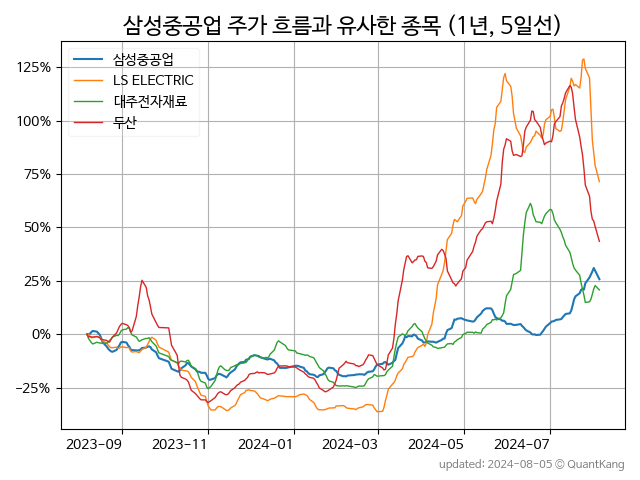 삼성중공업 주가 흐름과 유사한 종목 (1년, 5일선)
삼성중공업
LS ELECTRIC
대주전자재료
두산
125%
100%
75%
50%
25%
0%
−25%
2023-09 2023-11 2024-01 2024-03 2024-05 2024-07
updated: 2024-08-05 © QuantKang